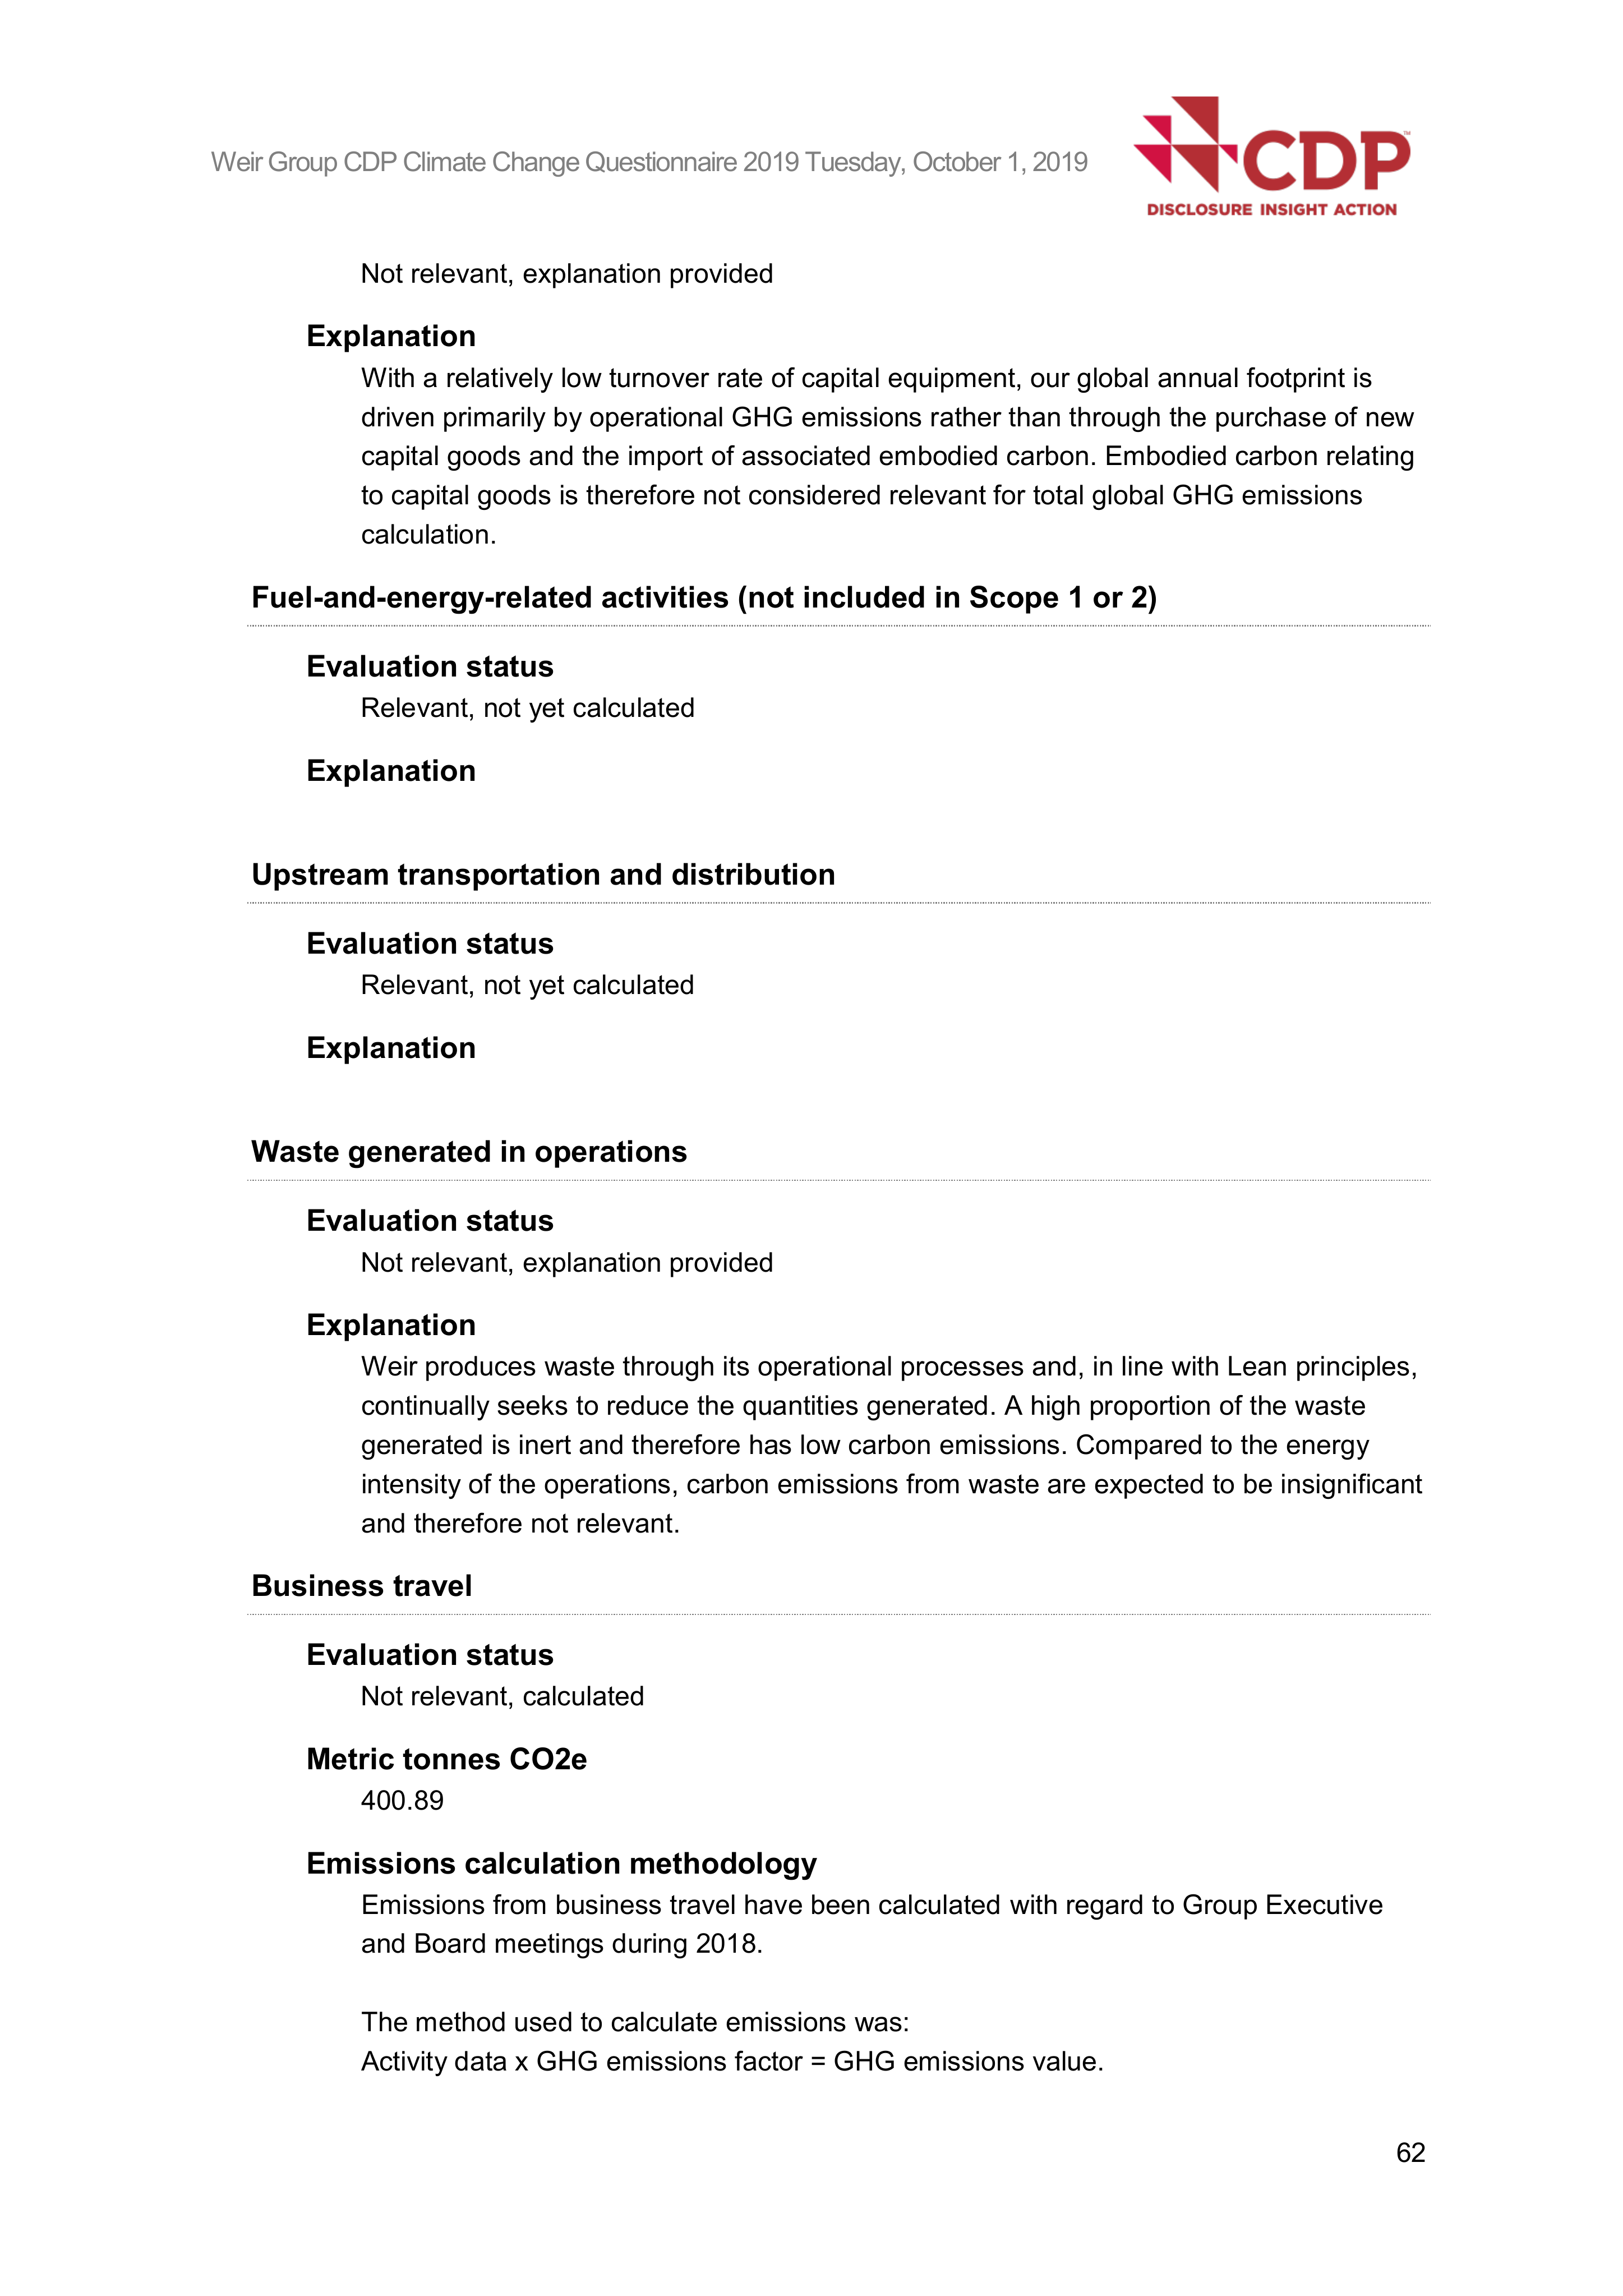 Weir Group CDP Climate Change Questionnaire 2019 Tuesday, October 1, 2019
CDP™
DISCLOSURE INSIGHT ACTION
Not relevant, explanation provided
Explanation
With a relatively low turnover rate of capital equipment, our global annual footprint is
driven primarily by operational GHG emissions rather than through the purchase of new
capital goods and the import of associated embodied carbon. Embodied carbon relating
to capital goods is therefore not considered relevant for total global GHG emissions
calculation.
Fuel-and-energy-related activities (not included in Scope 1 or 2)
Evaluation status
Relevant, not yet calculated
Explanation
Upstream transportation and distribution
Evaluation status
Relevant, not yet calculated
Explanation
Waste generated in operations
Evaluation status
Not relevant, explanation provided
Explanation
Weir produces waste through its operational processes and, in line with Lean principles,
continually seeks to reduce the quantities generated. A high proportion of the waste
generated is inert and therefore has low carbon emissions. Compared to the energy
intensity of the operations, carbon emissions from waste are expected to be insignificant
and therefore not relevant.
Business travel
Evaluation status
Not relevant, calculated
Metric tonnes CO2e
400.89
Emissions calculation methodology
Emissions from business travel have been calculated with regard to Group Executive
and Board meetings during 2018.
The method used to calculate emissions was:
Activity data x GHG emissions factor = GHG emissions value.
62